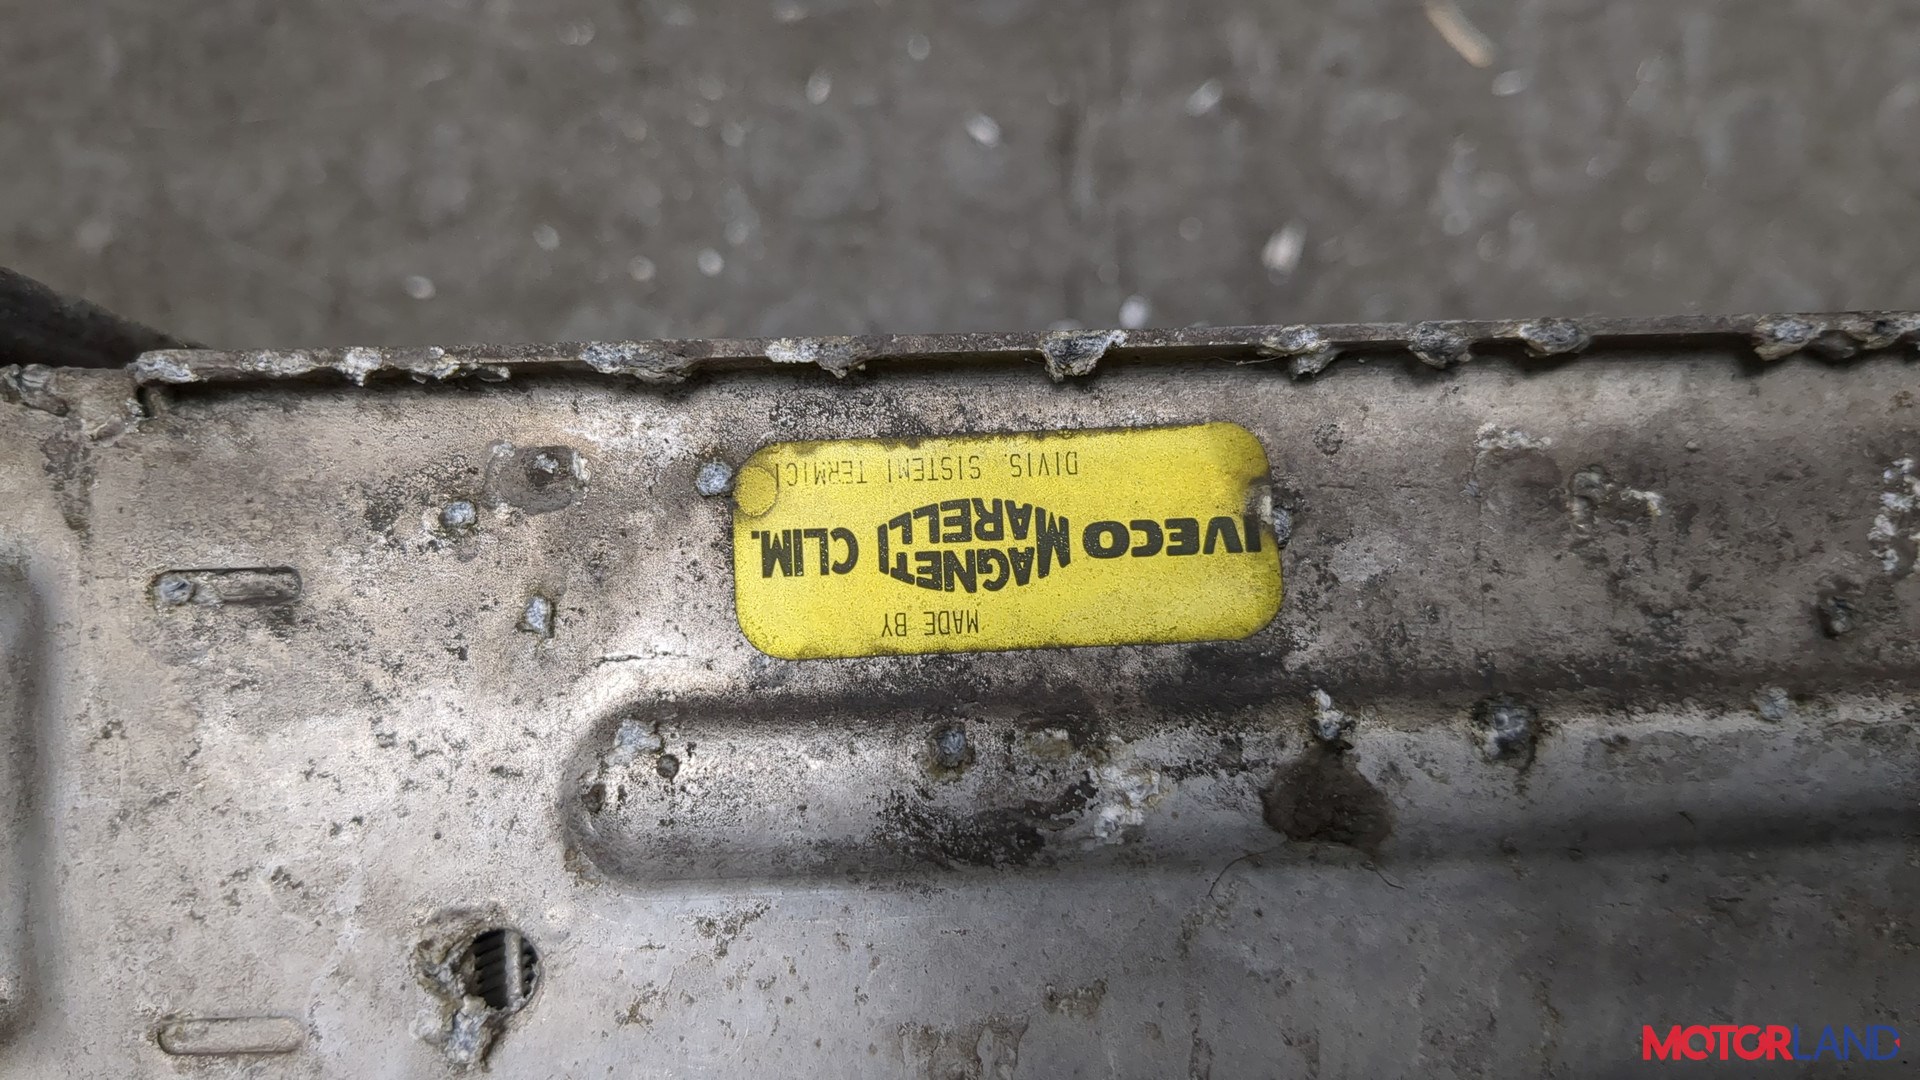 MADE BY
IVECO MAGNETI MARELLI CLIM.
DIVIS. SISTEMI TERMICI
MOTORLAND